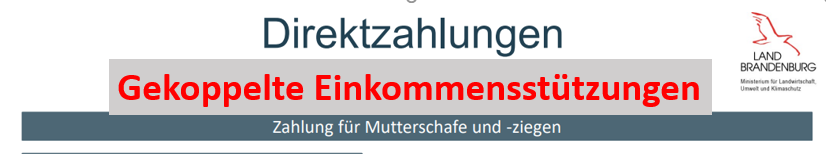 Direktzahlungen
LAND
BRANDENBURG
Ministerium für Landwirtschaft,
Umwelt und Klimaschutz
Gekoppelte Einkommensstützungen
Zahlung für Mutterschafe und -ziegen